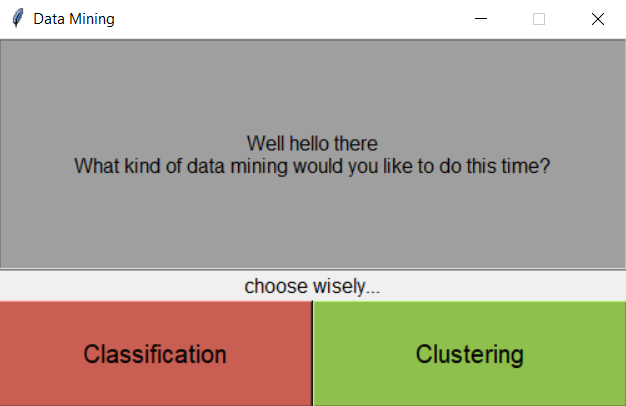 Data Mining
Well hello there
What kind of data mining would you like to do this time?
choose wisely...
Classification
Clustering